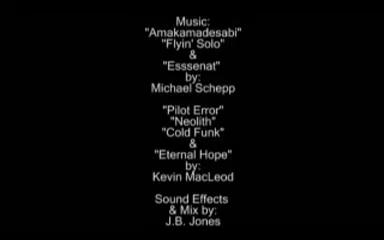 Music:
"Amakamadesabi"
"Flyin' Solo"
&
"Esssenat"
by:
Michael Schepp
"Pilot Error"
"Neolith"
"Cold Funk"
&
"Eternal Hope"
by:
Kevin MacLeod
Sound Effects
& Mix by:
J.B. Jones